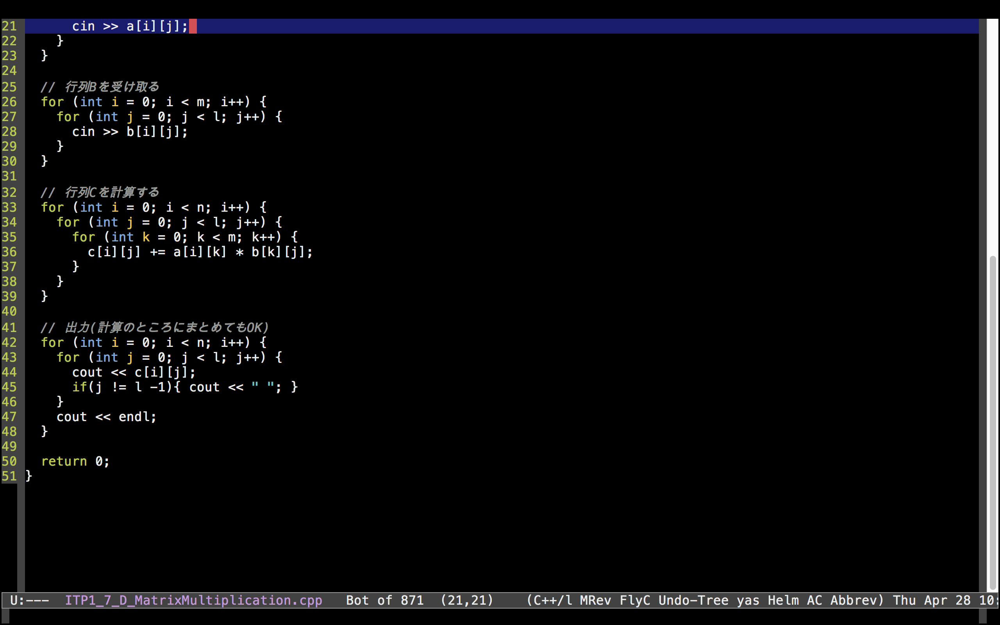 21       cin >> a[i][j];
22     }
23   }
24
25   // 行列Bを受け取る
26   for (int i = 0; i < m; i++) {
27     for (int j = 0; j < l; j++) {
28       cin >> b[i][j];
29     }
30   }
31
32   // 行列Cを計算する
33   for (int i = 0; i < n; i++) {
34     for (int j = 0; j < l; j++) {
35       for (int k = 0; k < m; k++) {
36         c[i][j] += a[i][k] * b[k][j];
37       }
38     }
39   }
40
41   // 出力(計算のところにまとめてもOK)
42   for (int i = 0; i < n; i++) {
43     for (int j = 0; j < l; j++) {
44       cout << c[i][j];
45       if(j != l -1){ cout << " "; }
46     }
47     cout << endl;
48   }
49
50   return 0;
51 }
U:---  ITP1_7_D_MatrixMultiplication.cpp   Bot of 871  (21,21)    (C++/l MRev FlyC Undo-Tree yas Helm AC Abbrev) Thu Apr 28 10: